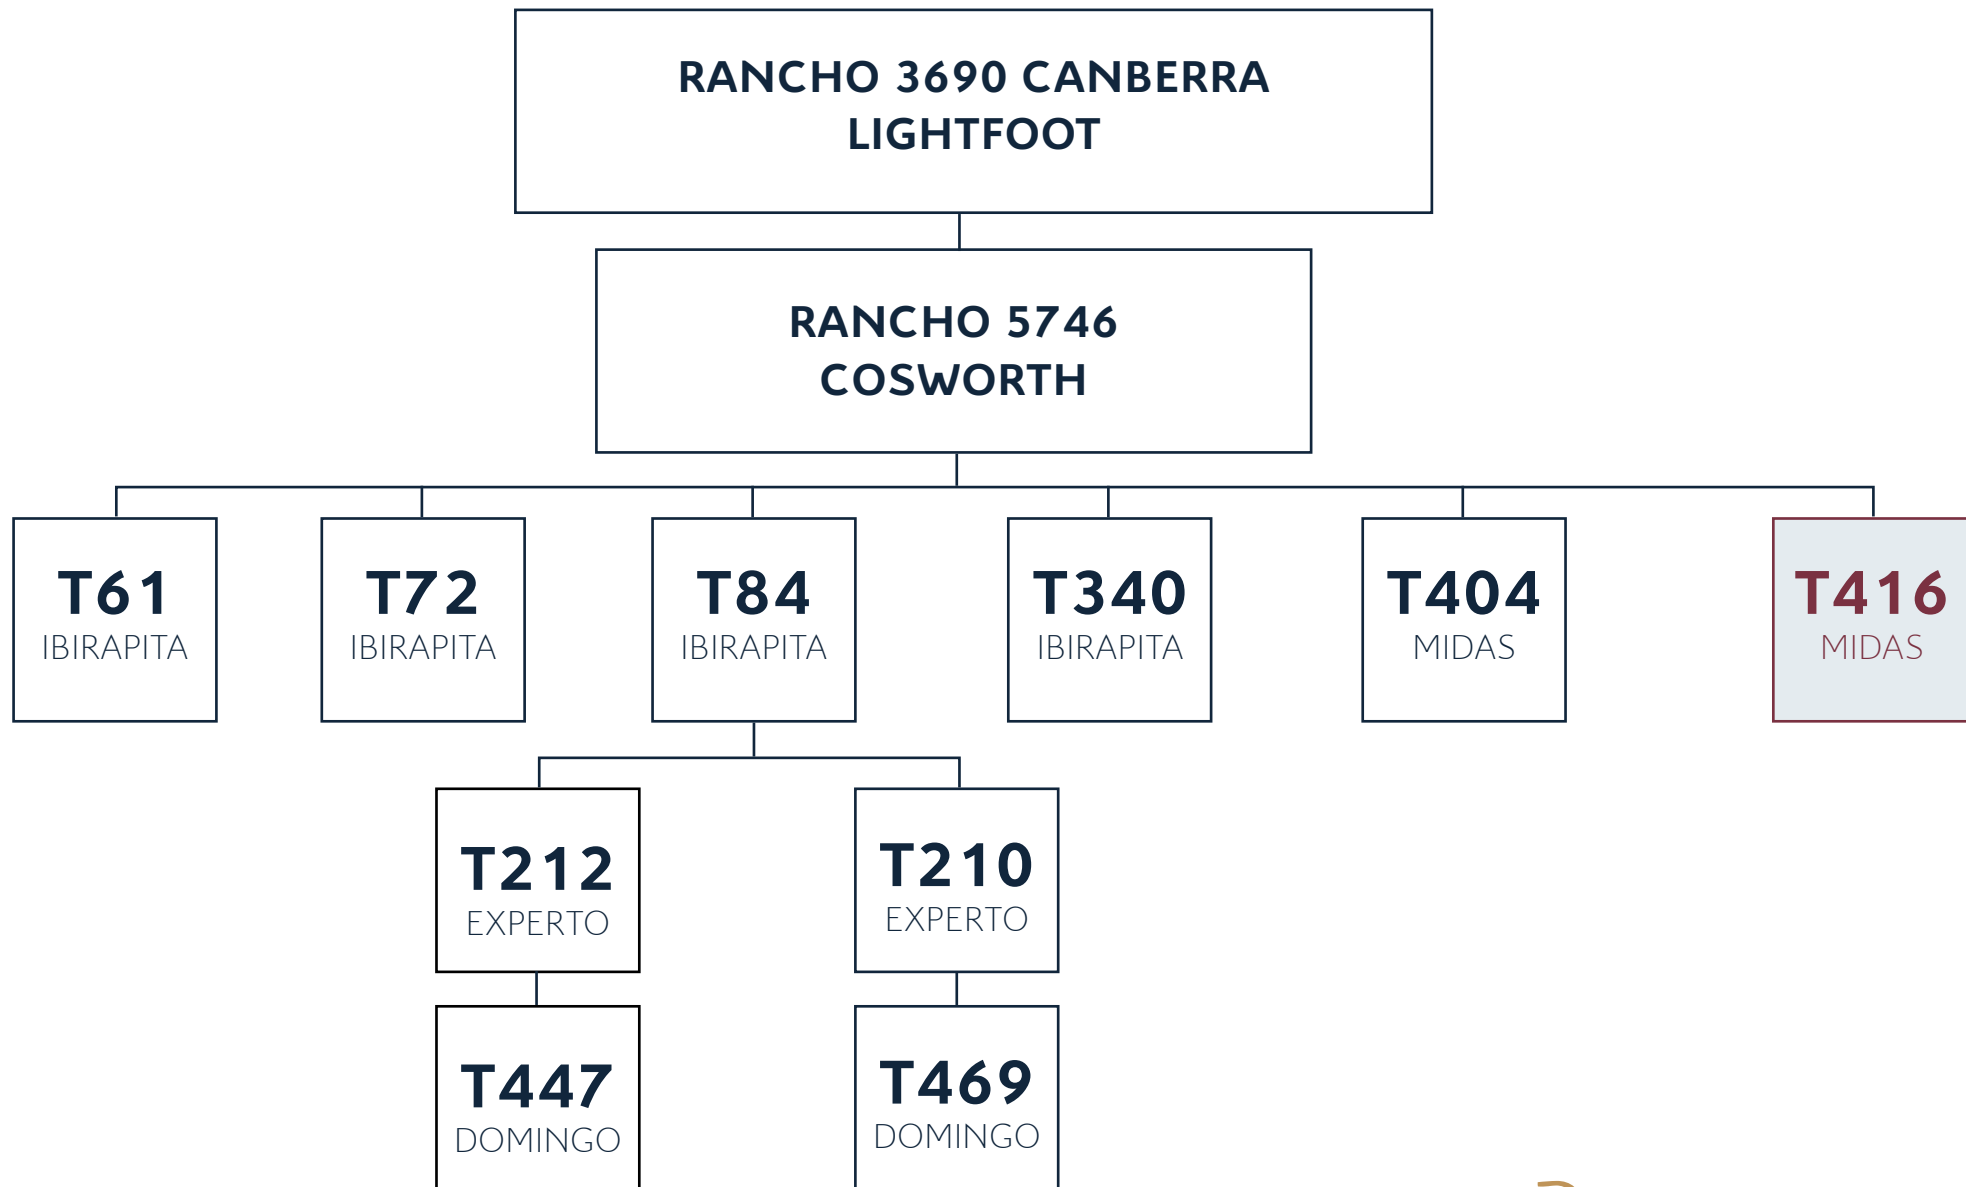 RANCHO 3690 CANBERRA
LIGHTFOOT
RANCHO 5746
COSWORTH
T61
IBIRAPITA
T72
IBIRAPITA
T84
IBIRAPITA
T340
IBIRAPITA
T404
MIDAS
T416
MIDAS
T212
EXPERTO
T210
EXPERTO
T447
DOMINGO
T469
DOMINGO